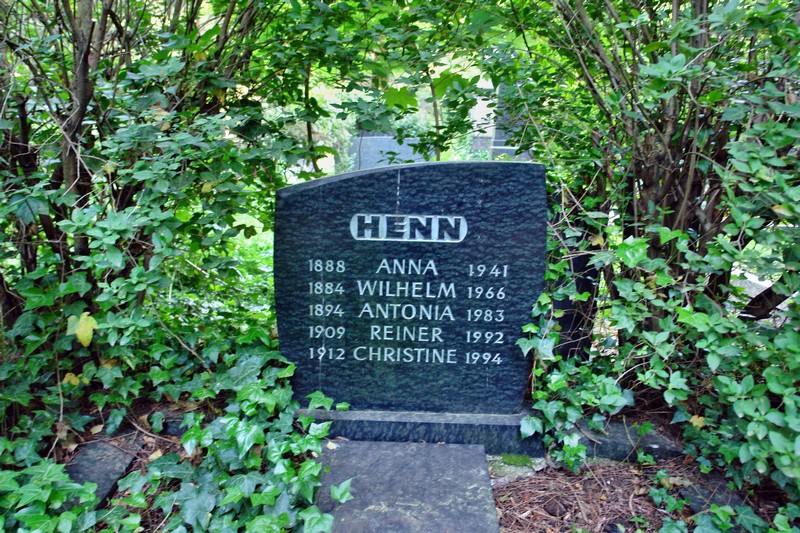 HENN
1888 ANNA 1941
1884 WILHELM 1966
1894 ANTONIA 1983
1909 REINER 1992
1912 CHRISTINE 1994